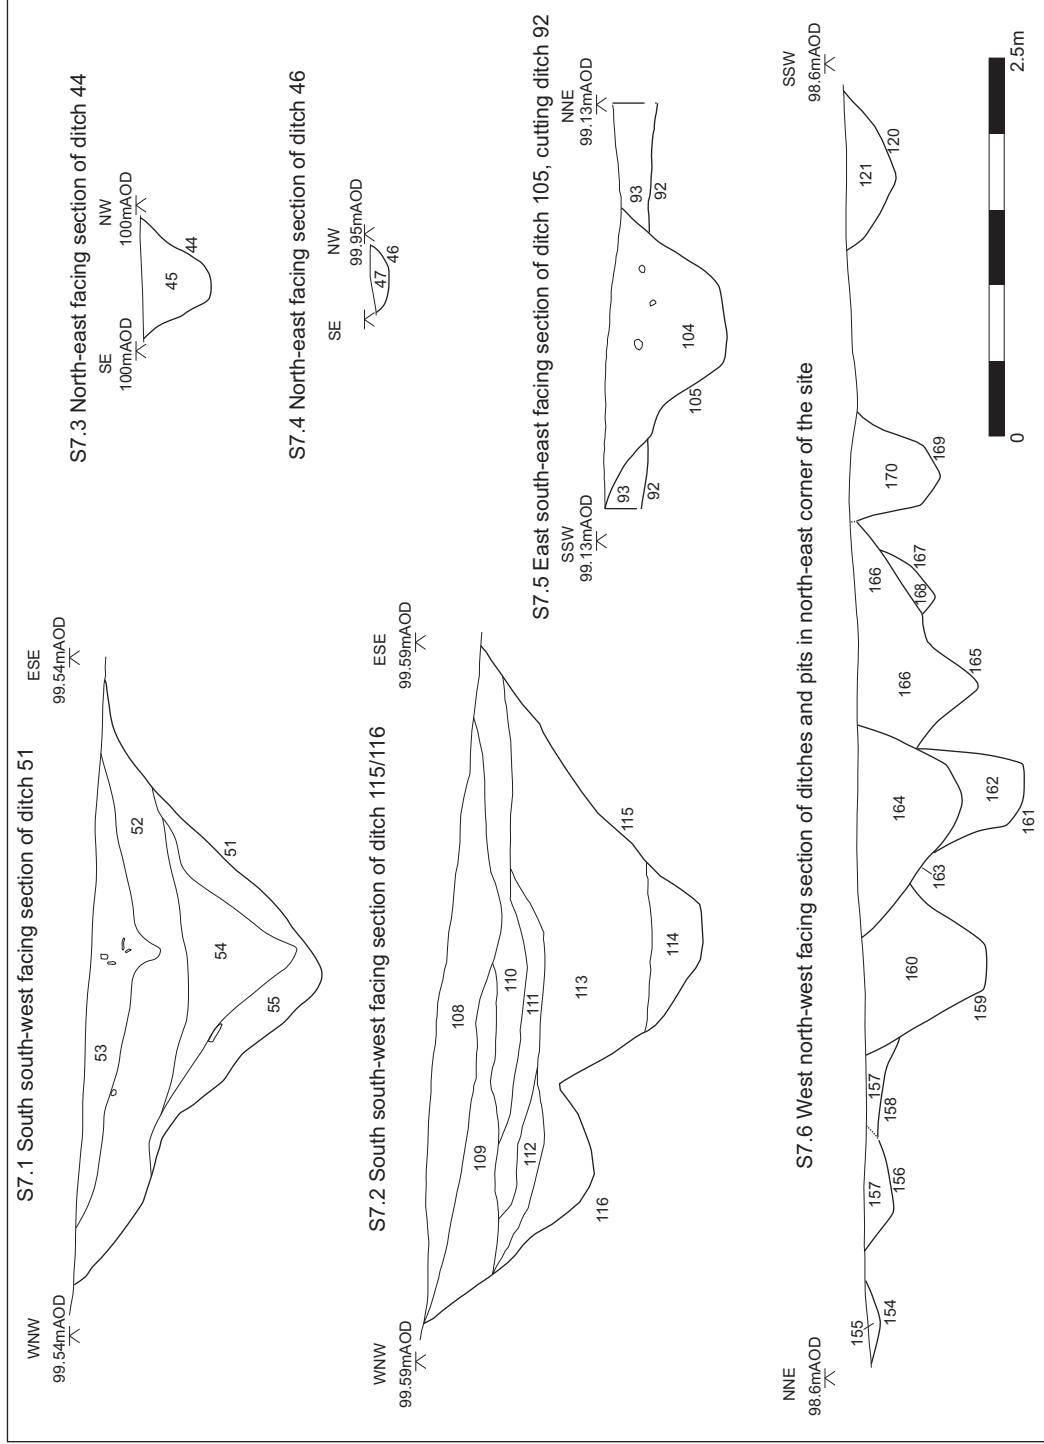 S7.1 South south-west facing section of ditch 51
WNW
99.54mAOD
ESE
99.54mAOD
53
52
54
55
51
S7.2 South south-west facing section of ditch 115/116
WNW
99.59mAOD
ESE
99.59mAOD
108
109
110
111
112
113
114
115
116
S7.3 North-east facing section of ditch 44
SE
100mAOD
NW
100mAOD
45
44
S7.4 North-east facing section of ditch 46
SE
NW
99.95mAOD
47
46
S7.5 East south-east facing section of ditch 105, cutting ditch 92
SSW
99.13mAOD
NNE
99.13mAOD
93
92
105
104
93
92
S7.6 West north-west facing section of ditches and pits in north-east corner of the site
NNE
98.6mAOD
SSW
98.6mAOD
155
154
157
156
157
158
159
160
163
161
162
164
166
165
166
168
167
170
169
121
120
0
2.5m